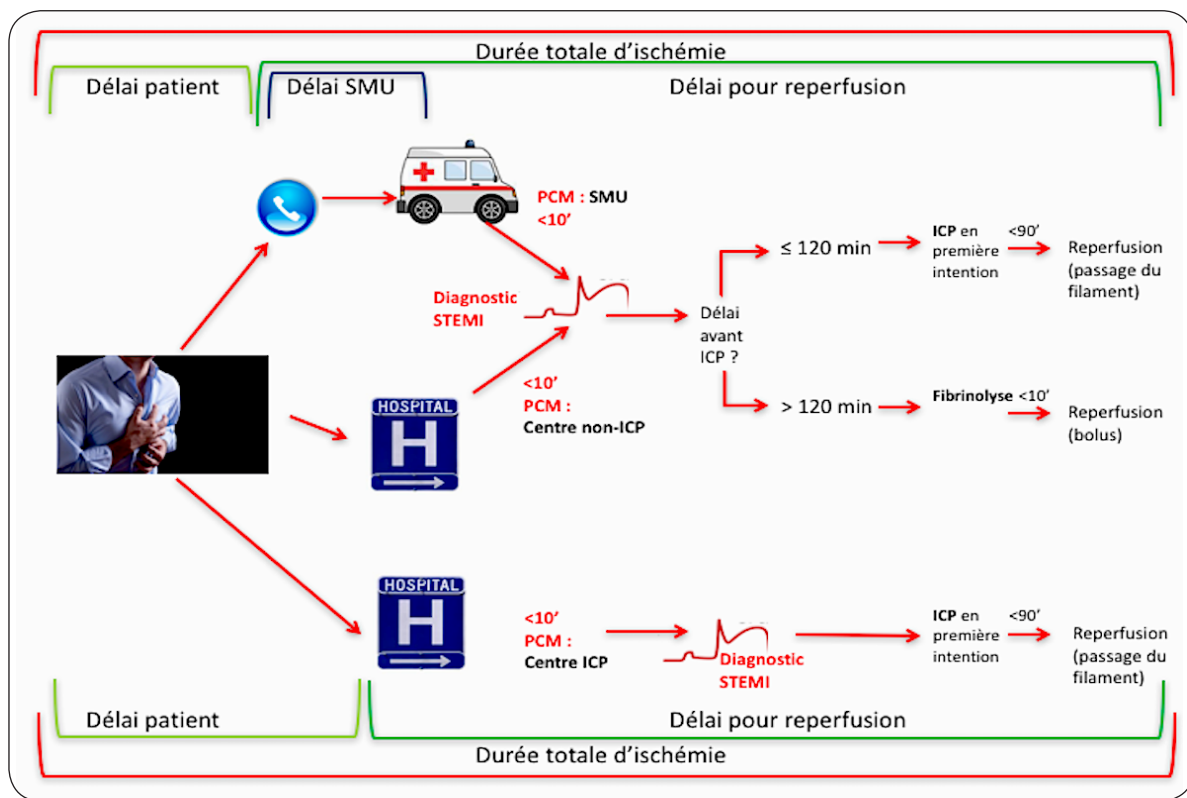 Durée totale d'ischémie
Délai patient
Délai SMU
Délai pour reperfusion
PCM : SMU
<10'
Diagnostic
STEMI
Délai
avant
ICP ?
≤ 120 min
ICP en
première
intention
<90'
Reperfusion
(passage du
filament)
HOSPITAL
H
<10'
PCM :
Centre non-ICP
> 120 min
Fibrinolyse <10'
Reperfusion
(bolus)
HOSPITAL
H
<10'
PCM :
Centre ICP
Diagnostic
STEMI
ICP en
première
intention
<90'
Reperfusion
(passage du
filament)
Délai patient
Délai pour reperfusion
Durée totale d'ischémie